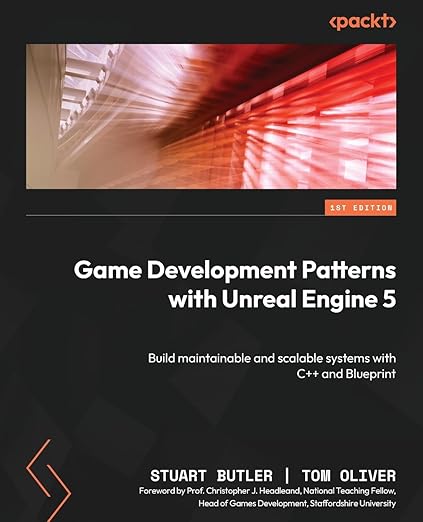 <packt>
1ST EDITION
Game Development Patterns
with Unreal Engine 5
Build maintainable and scalable systems with
C++ and Blueprint
STUART BUTLER | TOM OLIVER
Foreword by Prof. Christopher J. Headleand, National Teaching Fellow,
Head of Games Development, Staffordshire University